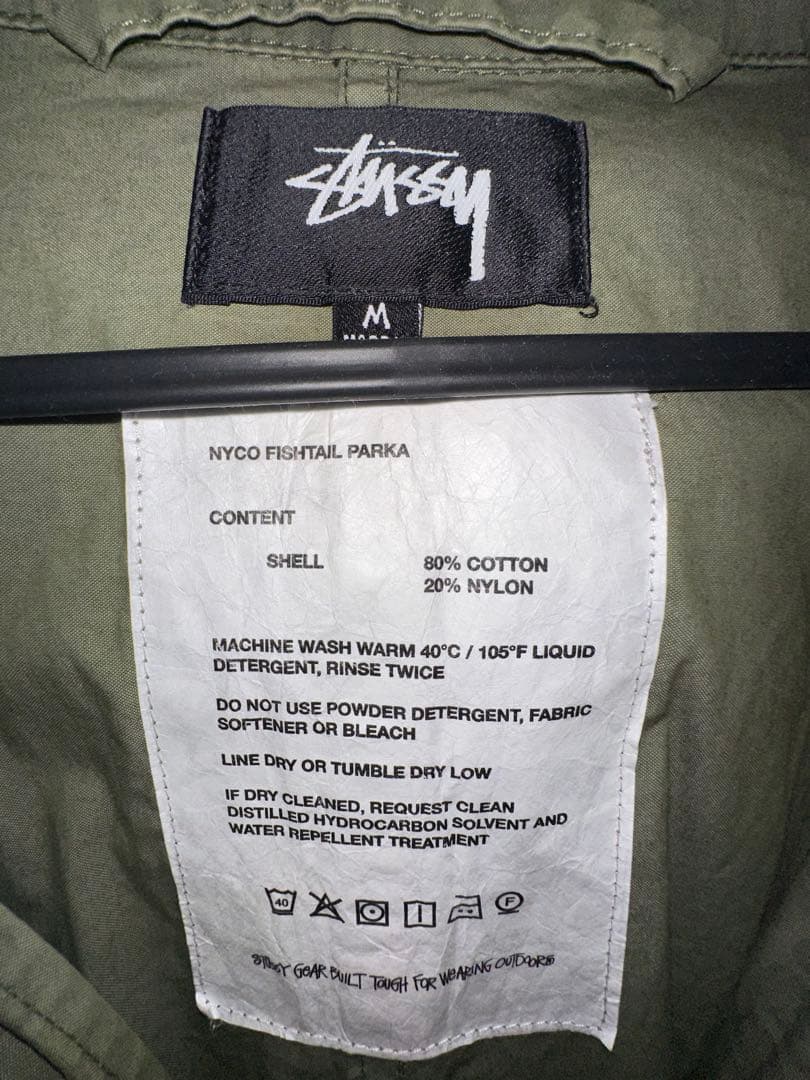 STÜSSY
M
NYCO FISHTAIL PARKA
CONTENT
SHELL 80% COTTON
20% NYLON
MACHINE WASH WARM 40°C / 105°F LIQUID
DETERGENT, RINSE TWICE
DO NOT USE POWDER DETERGENT, FABRIC
SOFTENER OR BLEACH
LINE DRY OR TUMBLE DRY LOW
IF DRY CLEANED, REQUEST CLEAN
DISTILLED HYDROCARBON SOLVENT AND
WATER REPELLENT TREATMENT
40 F
STÜSSY GEAR BUILT TOUGH FOR WEARING OUTDOORS